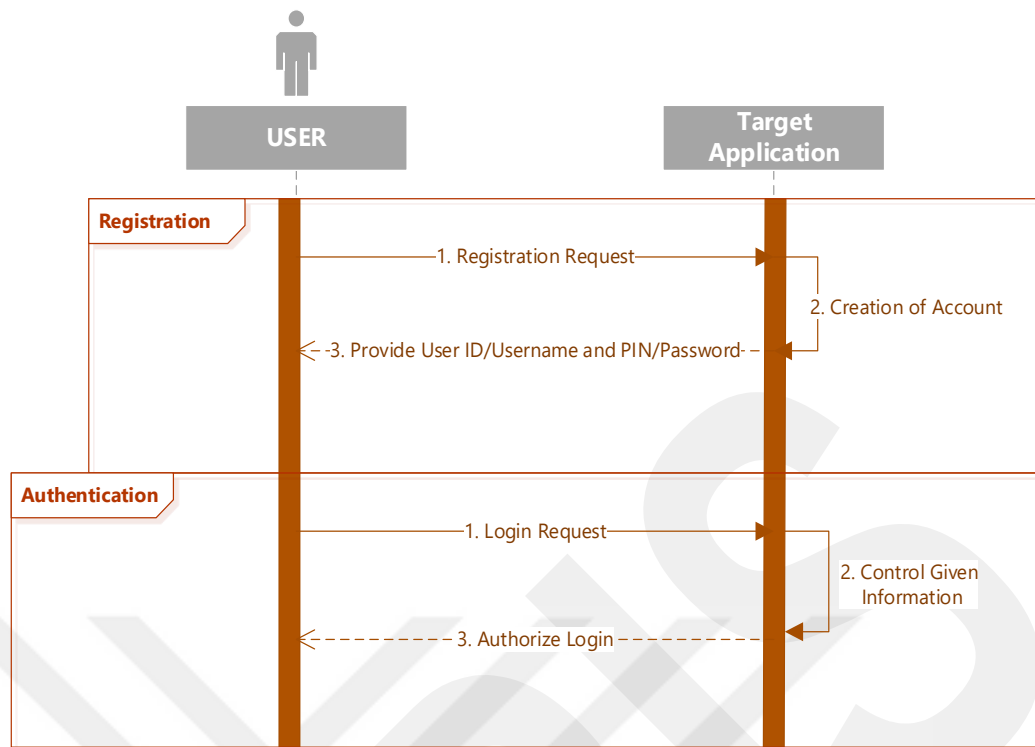 USER
Target
Application
Registration
1. Registration Request
2. Creation of Account
3. Provide User ID/Username and PIN/Password
Authentication
1. Login Request
2. Control Given
Information
3. Authorize Login